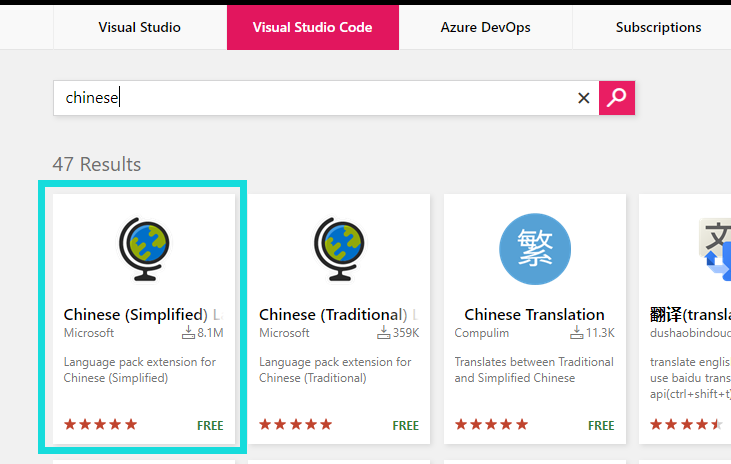 Visual Studio
Visual Studio Code
Azure DevOps
Subscriptions
chinese
47 Results
Chinese (Simplified)
Microsoft
8.1M
Language pack extension for
Chinese (Simplified)
FREE
Chinese (Traditional)
Microsoft
359K
Language pack extension for
Chinese (Traditional)
FREE
繁
Chinese Translation
Compulim
11.3K
Translates between Traditional
and Simplified Chinese
FREE
文
翻译(transla
dushaobindoud
translate englis
use baidu trans
api(ctrl+shift+t)